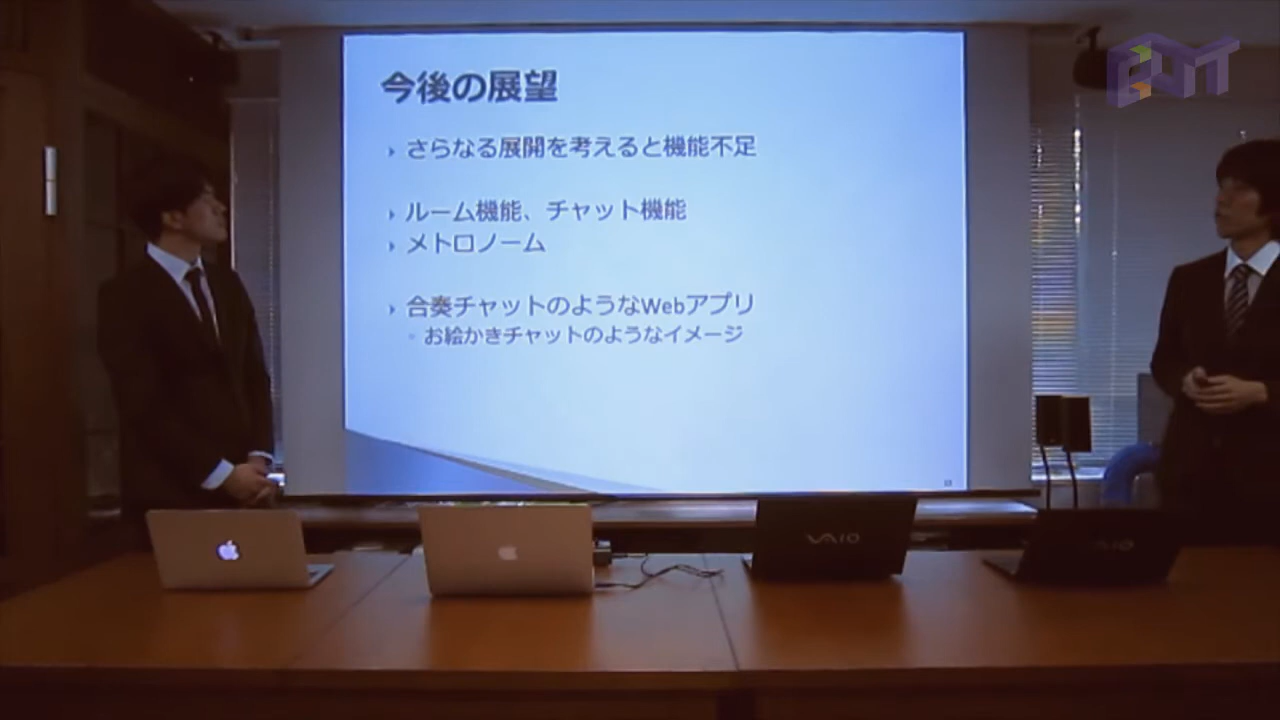 今後の展望
さらなる展開を考えると機能不足
ルーム機能、チャット機能
メトロノーム
合奏チャットのようなWebアプリ
お絵かきチャットのようなイメージ
VAIO
VAIO